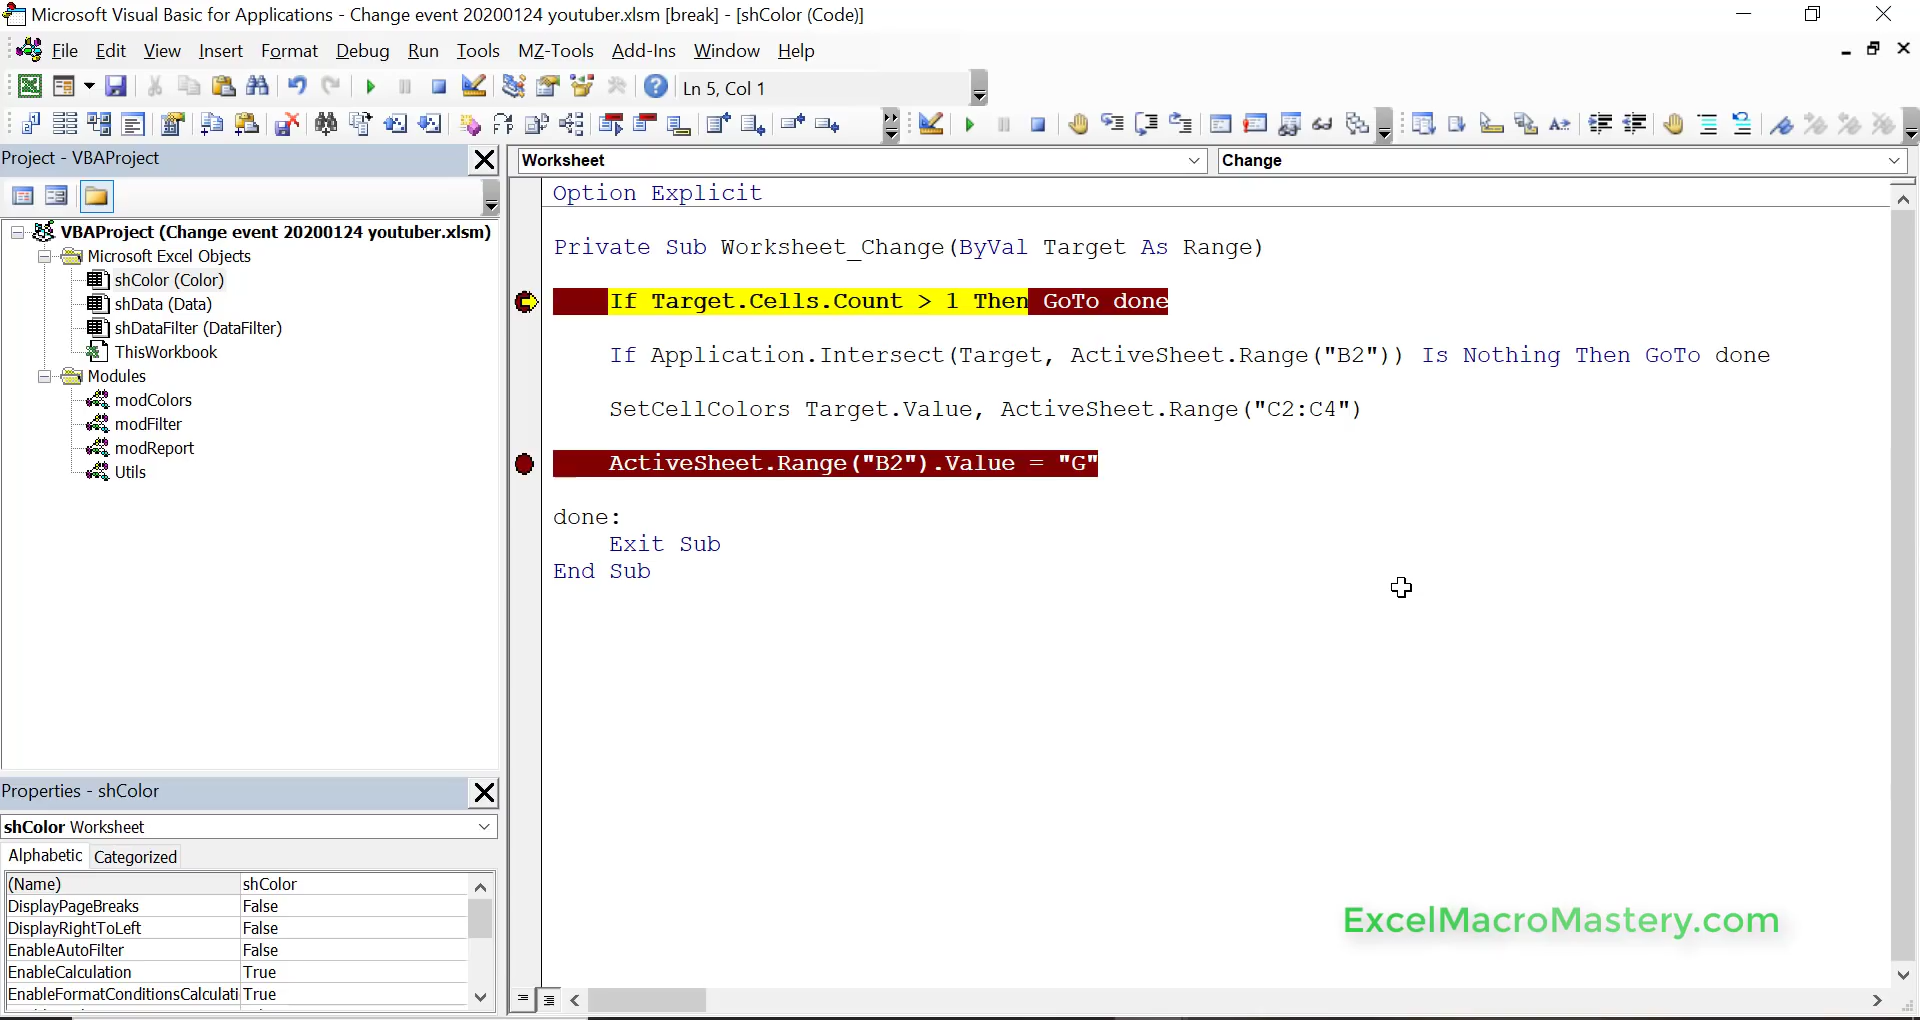 Microsoft Visual Basic for Applications - Change event 20200124 youtuber.xlsm [break] - [shColor (Code)]
File Edit View Insert Format Debug Run Tools MZ-Tools Add-Ins Window Help
Ln 5, Col 1
Project - VBAProject
VBAProject (Change event 20200124 youtuber.xlsm)
Microsoft Excel Objects
shColor (Color)
shData (Data)
shDataFilter (DataFilter)
ThisWorkbook
Modules
modColors
modFilter
modReport
Utils
Properties - shColor
shColor Worksheet
Alphabetic Categorized
(Name) shColor
DisplayPageBreaks False
DisplayRightToLeft False
EnableAutoFilter False
EnableCalculation True
EnableFormatConditionsCalculati True
Worksheet Change
Option Explicit
Private Sub Worksheet_Change(ByVal Target As Range)
If Target.Cells.Count > 1 Then GoTo done
If Application.Intersect(Target, ActiveSheet.Range("B2")) Is Nothing Then GoTo done
SetCellColors Target.Value, ActiveSheet.Range("C2:C4")
ActiveSheet.Range("B2").Value = "G"
done:
Exit Sub
End Sub
ExcelMacroMastery.com